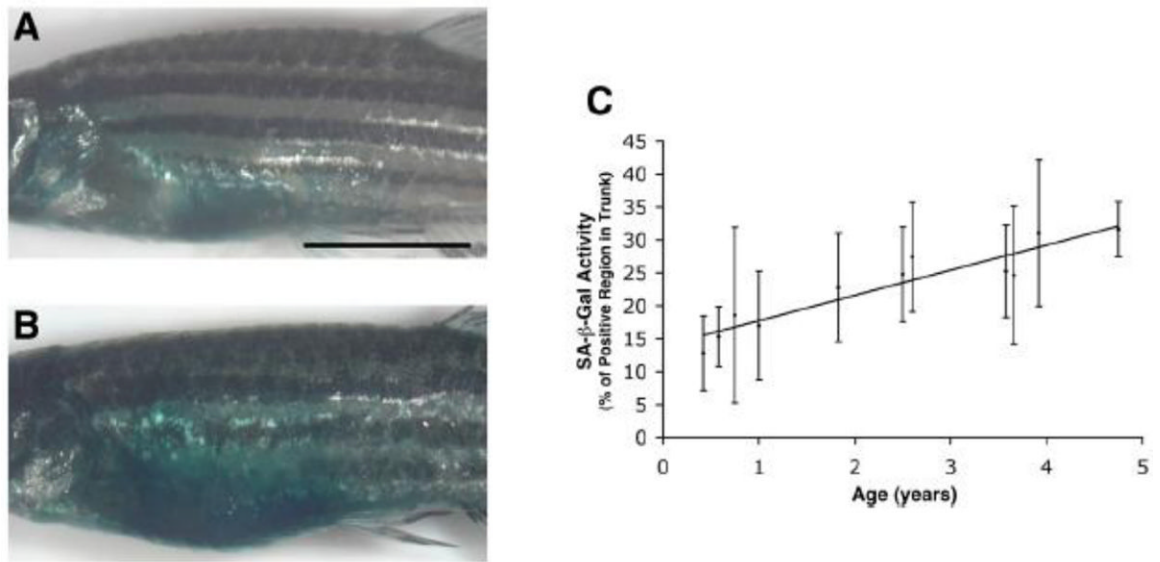 A
B
C
SA-β-Gal Activity
(% of Positive Region in Trunk)
45
40
35
30
25
20
15
10
5
0
0 1 2 3 4 5
Age (years)